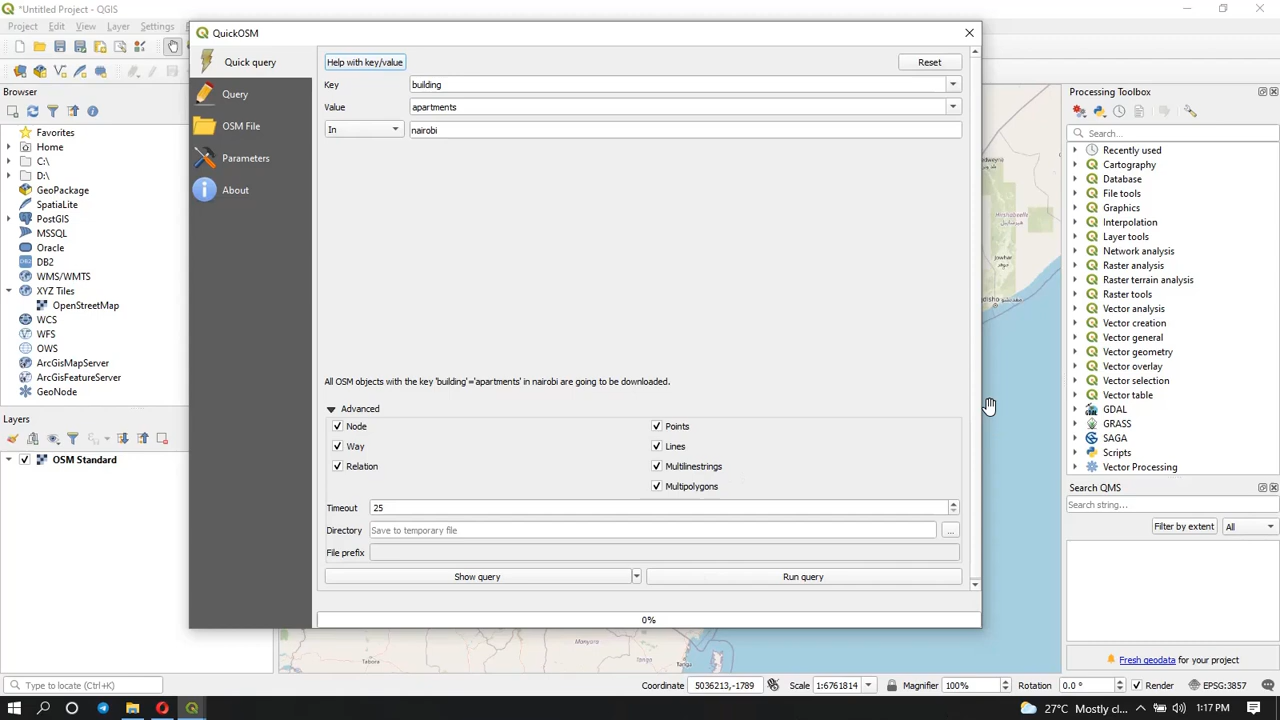 *Untitled Project - QGIS
Project Edit View Layer Settings
QuickOSM
Quick query
Query
OSM File
Parameters
About
Help with key/value
Reset
Key building
Value apartments
In nairobi
All OSM objects with the key 'building'='apartments' in nairobi are going to be downloaded.
Advanced
Node
Way
Relation
Points
Lines
Multilinestrings
Multipolygons
Timeout 25
Directory Save to temporary file ...
File prefix
Show query
Run query
0%
Browser
Favorites
Home
C:\
D:\
GeoPackage
SpatiaLite
PostGIS
MSSQL
Oracle
DB2
WMS/WMTS
XYZ Tiles
OpenStreetMap
WCS
WFS
OWS
ArcGisMapServer
ArcGisFeatureServer
GeoNode
Layers
OSM Standard
Jowhar
Manyara
Tabora
Tanga
Processing Toolbox
Search...
Recently used
Cartography
Database
File tools
Graphics
Interpolation
Layer tools
Network analysis
Raster analysis
Raster terrain analysis
Raster tools
Vector analysis
Vector creation
Vector general
Vector geometry
Vector overlay
Vector selection
Vector table
GDAL
GRASS
SAGA
Scripts
Vector Processing
Search QMS
Search string...
Filter by extent All
Fresh geodata for your project
Type to locate (Ctrl+K)
Coordinate 5036213,-1789
Scale 1:6761814
Magnifier 100%
Rotation 0.0 °
Render
EPSG:3857
27°C Mostly cl...
1:17 PM